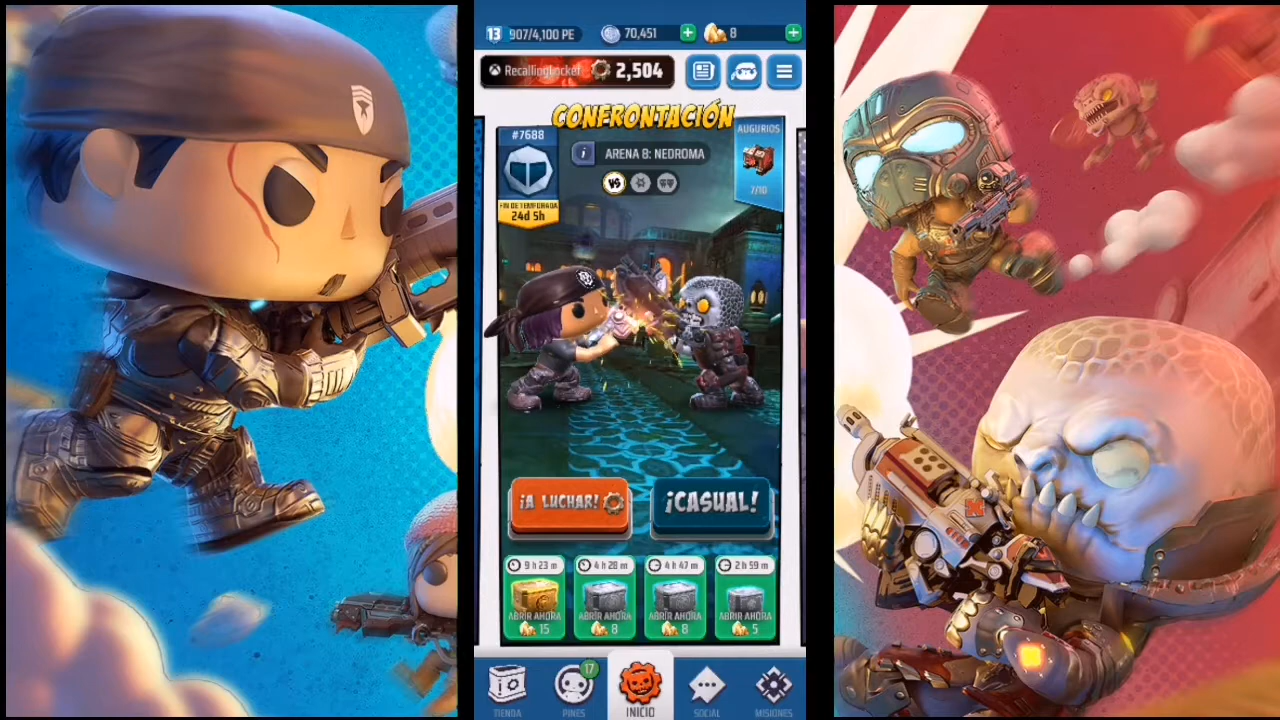 13 907/4,100 PE 70,451 8
RecallingLocket 2,504
CONFRONTACIÓN
#7688
AUGURIOS
i ARENA 8: NEDROMA
VS
7/10
FIN DE TEMPORADA
24d 5h
¡A LUCHAR! ¡CASUAL!
9 h 23 m 4 h 28 m 4 h 47 m 2 h 59 m
ABRIR AHORA ABRIR AHORA ABRIR AHORA ABRIR AHORA
15 8 8 5
17
TIENDA PINES INICIO SOCIAL MISIONES